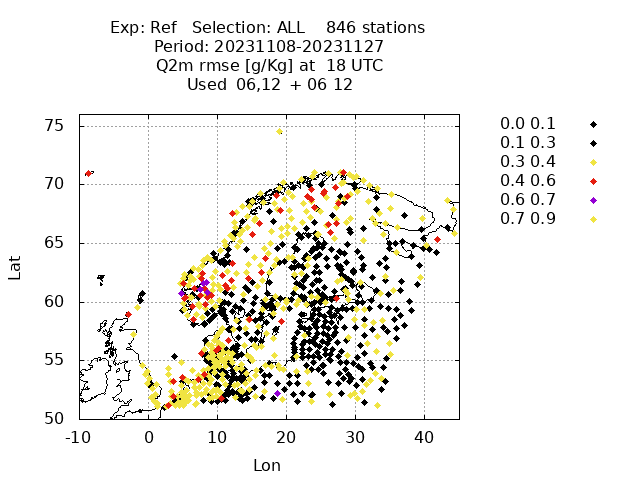 Exp: Ref   Selection: ALL    846 stations
Period: 20231108-20231127
Q2m rmse [g/Kg] at  18 UTC
Used  06,12  + 06 12
75
70
65
60
55
50
-10 0 10 20 30 40
Lat
Lon
0.0 0.1
0.1 0.3
0.3 0.4
0.4 0.6
0.6 0.7
0.7 0.9